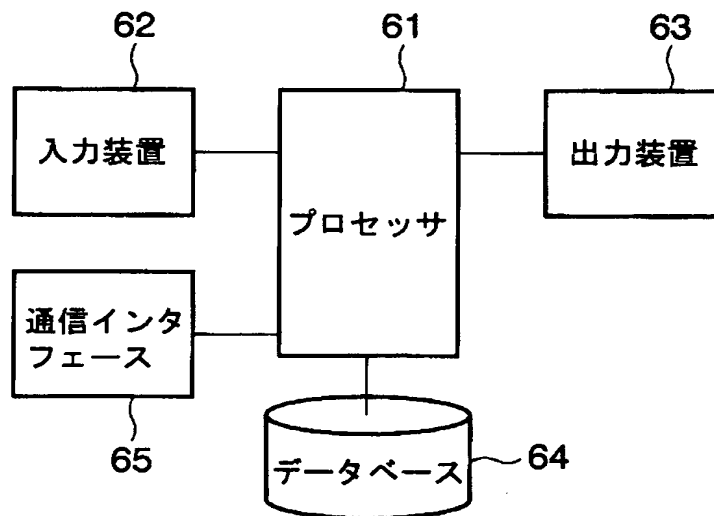 62
61
63
入力装置
プロセッサ
出力装置
通信インタ
フェース
65
データベース
64